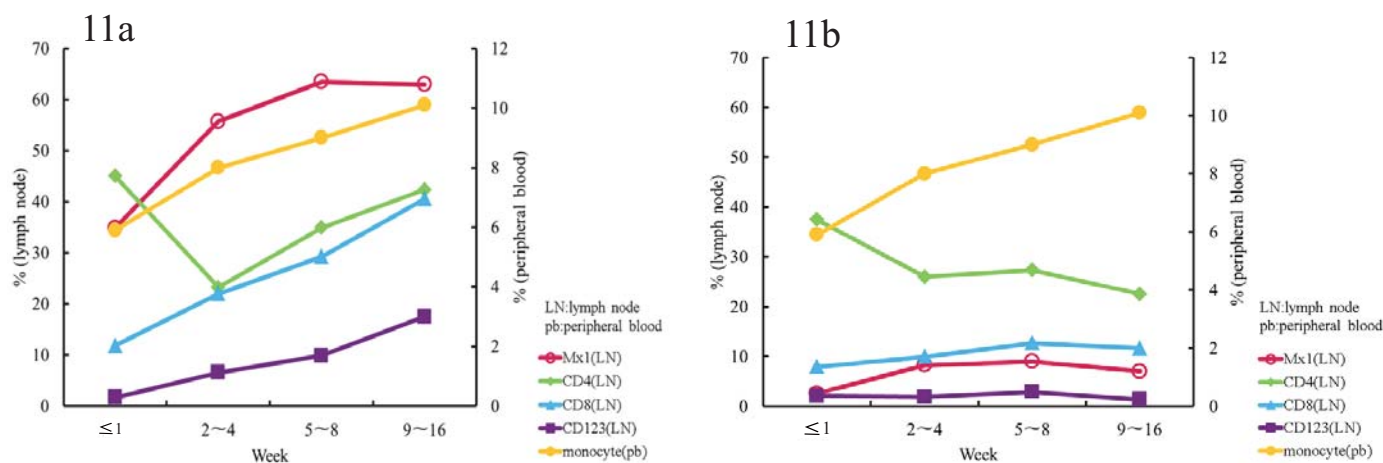 11a
70
60
50
40
30
20
10
0
% (lymph node)
12
10
8
6
4
2
0
% (peripheral blood)
≤1
2～4
5～8
9～16
Week
LN:lymph node
pb:peripheral blood
Mx1(LN)
CD4(LN)
CD8(LN)
CD123(LN)
monocyte(pb)
11b
70
60
50
40
30
20
10
0
% (lymph node)
12
10
8
6
4
2
0
% (peripheral blood)
≤1
2～4
5～8
9～16
Week
LN:lymph node
pb:peripheral blood
Mx1(LN)
CD4(LN)
CD8(LN)
CD123(LN)
monocyte(pb)